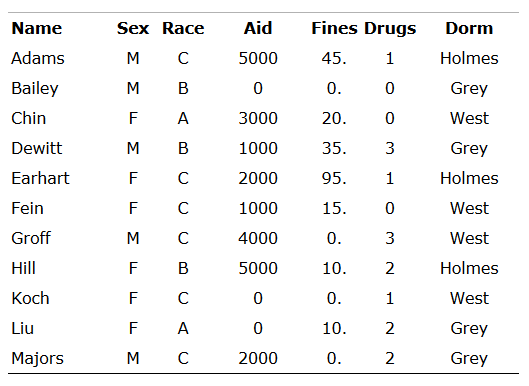 Name Sex Race Aid Fines Drugs Dorm
Adams M C 5000 45. 1 Holmes
Bailey M B 0 0. 0 Grey
Chin F A 3000 20. 0 West
Dewitt M B 1000 35. 3 Grey
Earhart F C 2000 95. 1 Holmes
Fein F C 1000 15. 0 West
Groff M C 4000 0. 3 West
Hill F B 5000 10. 2 Holmes
Koch F C 0 0. 1 West
Liu F A 0 10. 2 Grey
Majors M C 2000 0. 2 Grey